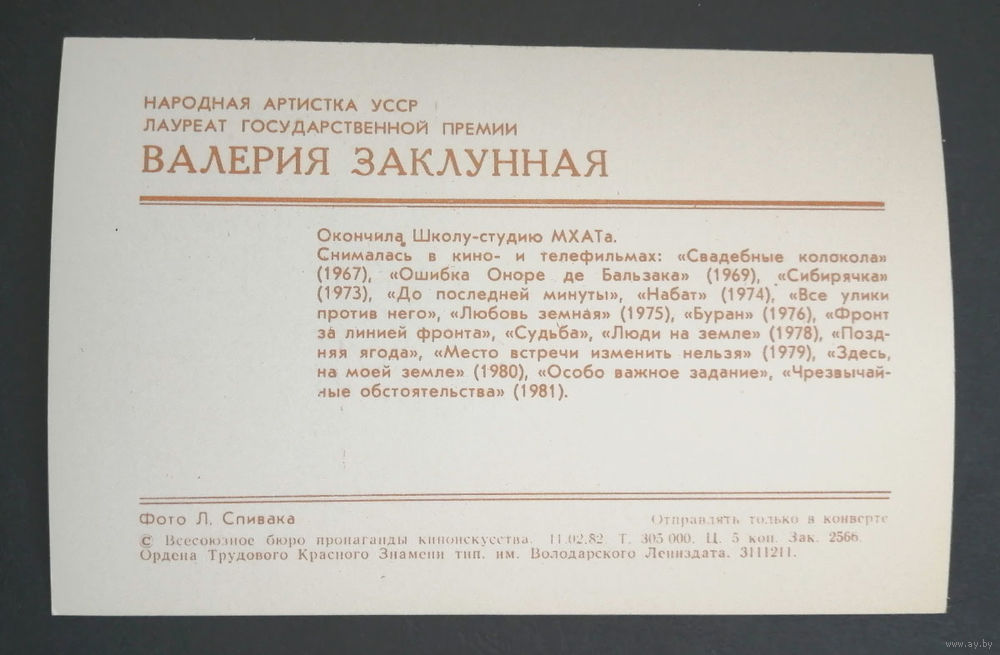 НАРОДНАЯ АРТИСТКА УССР
ЛАУРЕАТ ГОСУДАРСТВЕННОЙ ПРЕМИИ
ВАЛЕРИЯ ЗАКЛУННАЯ
Окончила Школу-студию МХАТа.
Снималась в кино- и телефильмах: «Свадебные колокола»
(1967), «Ошибка Оноре де Бальзака» (1969), «Сибирячка»
(1973), «До последней минуты», «Набат» (1974), «Все улики
против него», «Любовь земная» (1975), «Буран» (1976), «Фронт
за линией фронта», «Судьба», «Люди на земле» (1978), «Позд-
няя ягода», «Место встречи изменить нельзя» (1979), «Здесь,
на моей земле» (1980), «Особо важное задание», «Чрезвычай-
ные обстоятельства» (1981).
Фото Л. Спивака Отправлять только в конверте
© Всесоюзное бюро пропаганды киноискусства. 11.02.82. Т. 305 000. Ц. 5 коп. Зак. 2566.
Ордена Трудового Красного Знамени тип. им. Володарского Лениздата. 3111211.
www.ay.by